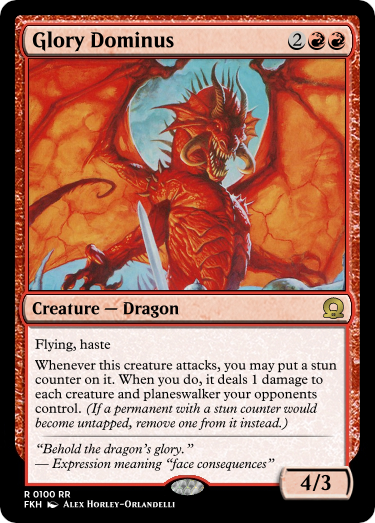 Glory Dominus 2
Creature — Dragon
Flying, haste
Whenever this creature attacks, you may put a stun
counter on it. When you do, it deals 1 damage to
each creature and planeswalker your opponents
control. (If a permanent with a stun counter would
become untapped, remove one from it instead.)
“Behold the dragon’s glory.”
— Expression meaning “face consequences”
4/3
R 0100 RR
FKH Alex Horley-Orlandelli